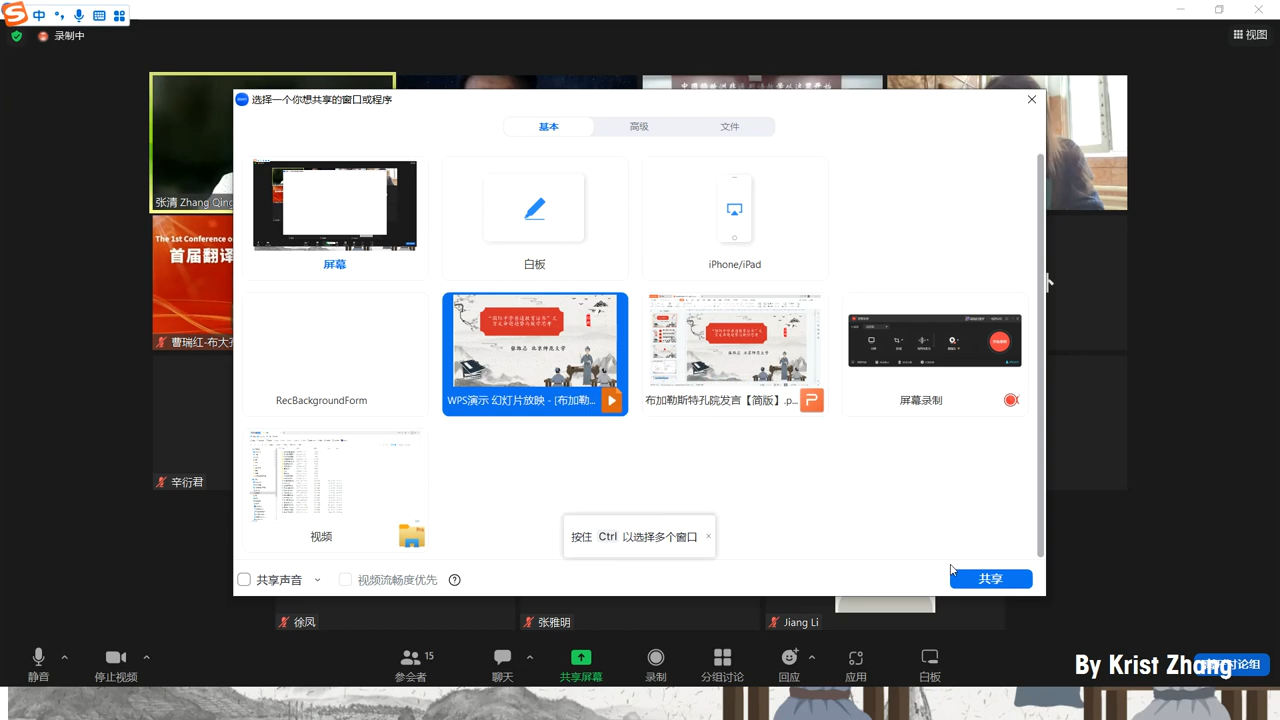 中
录制中
视图
选择一个你想共享的窗口或程序
基本
高级
文件
张清 Zhang Qing
The 1st Conference o
首届翻译
屏幕
白板
iPhone/iPad
曹瑞红-布大孔
RecBackgroundForm
WPS演示 幻灯片放映 - [布加勒...
布加勒斯特孔院发言【简版】.p...
屏幕录制
辛衍君
视频
按住 Ctrl 以选择多个窗口
共享声音
视频流畅度优先
共享
徐凤
张雅明
Jiang Li
静音
停止视频
15
参会者
聊天
共享屏幕
录制
分组讨论
回应
应用
白板
讨论组
By Krist Zhang